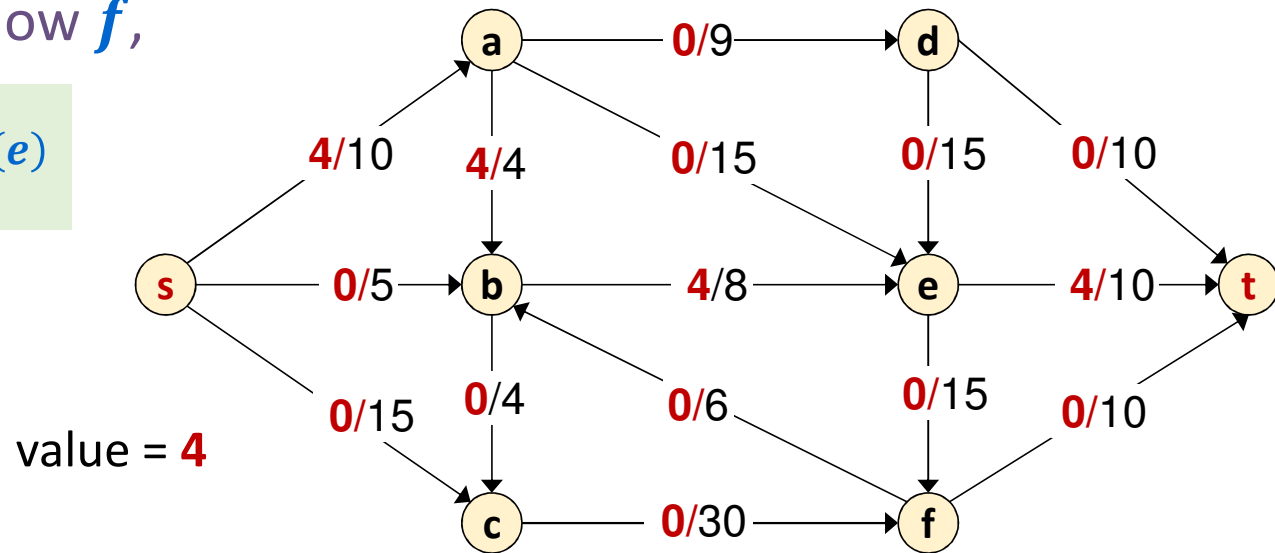 ow f,
(e)
a 0/9 d
4/10 4/4 0/15 0/15 0/10
s 0/5 b 4/8 e 4/10 t
0/15 0/4 0/6 0/15 0/10
value = 4
c 0/30 f